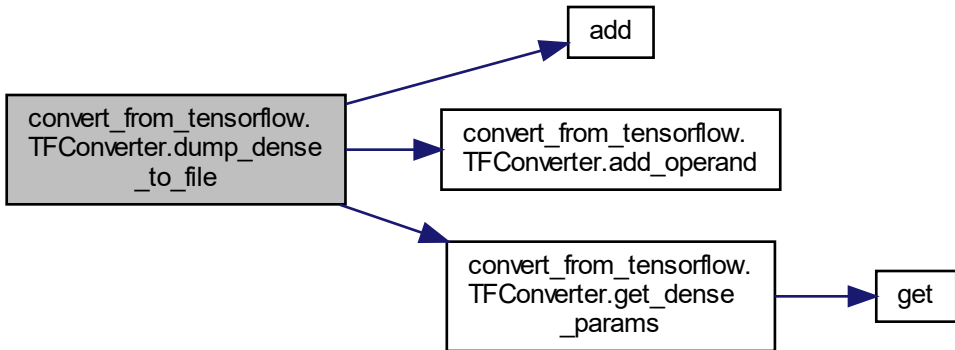 add
convert_from_tensorflow.
TFConverter.dump_dense
_to_file
convert_from_tensorflow.
TFConverter.add_operand
convert_from_tensorflow.
TFConverter.get_dense
_params
get